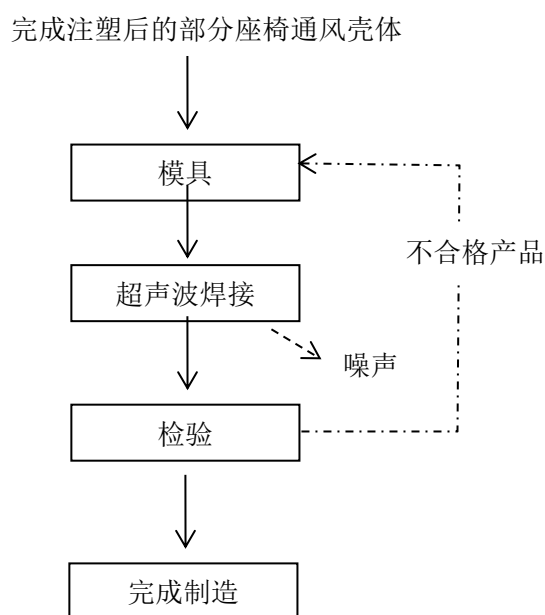 完成注塑后的部分座椅通风壳体
模具
不合格产品
超声波焊接
噪声
检验
完成制造